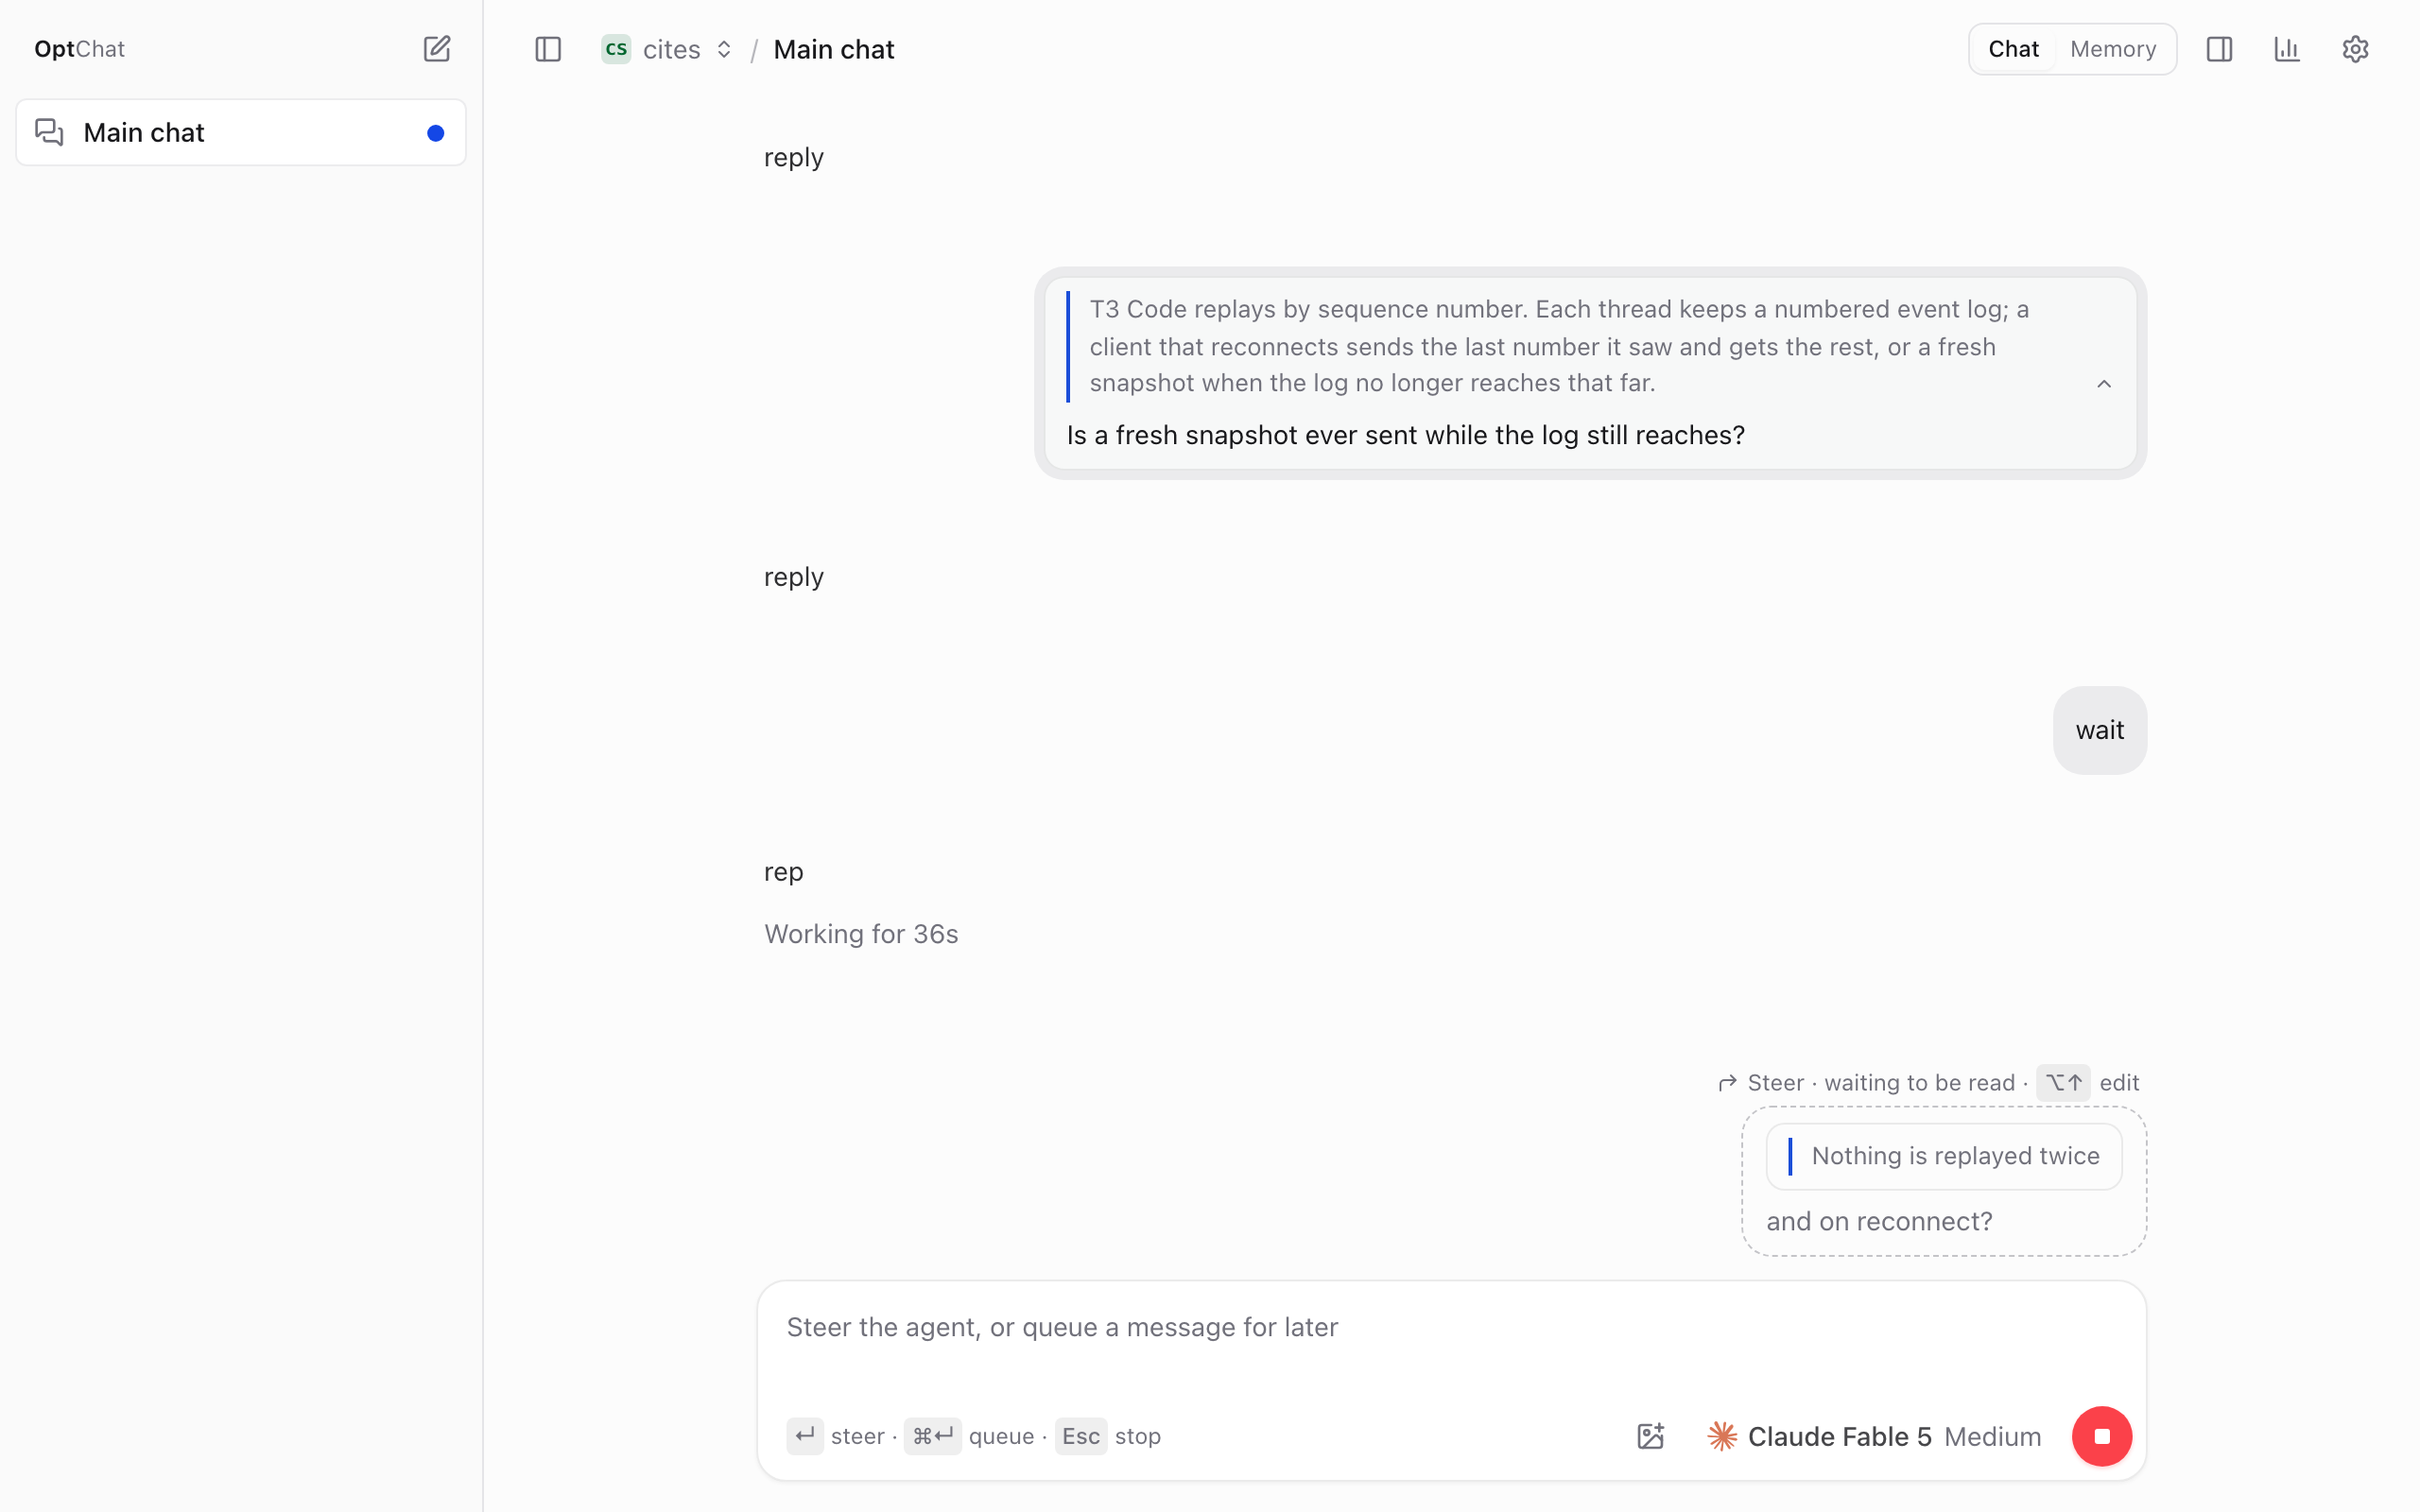 OptChat
CS cites / Main chat
Chat Memory
Main chat
reply
T3 Code replays by sequence number. Each thread keeps a numbered event log; a
client that reconnects sends the last number it saw and gets the rest, or a fresh
snapshot when the log no longer reaches that far.
Is a fresh snapshot ever sent while the log still reaches?
reply
wait
rep
Working for 36s
Steer · waiting to be read · ⌥↑ edit
Nothing is replayed twice
and on reconnect?
Steer the agent, or queue a message for later
↵ steer · ⌘↵ queue · Esc stop
Claude Fable 5 Medium